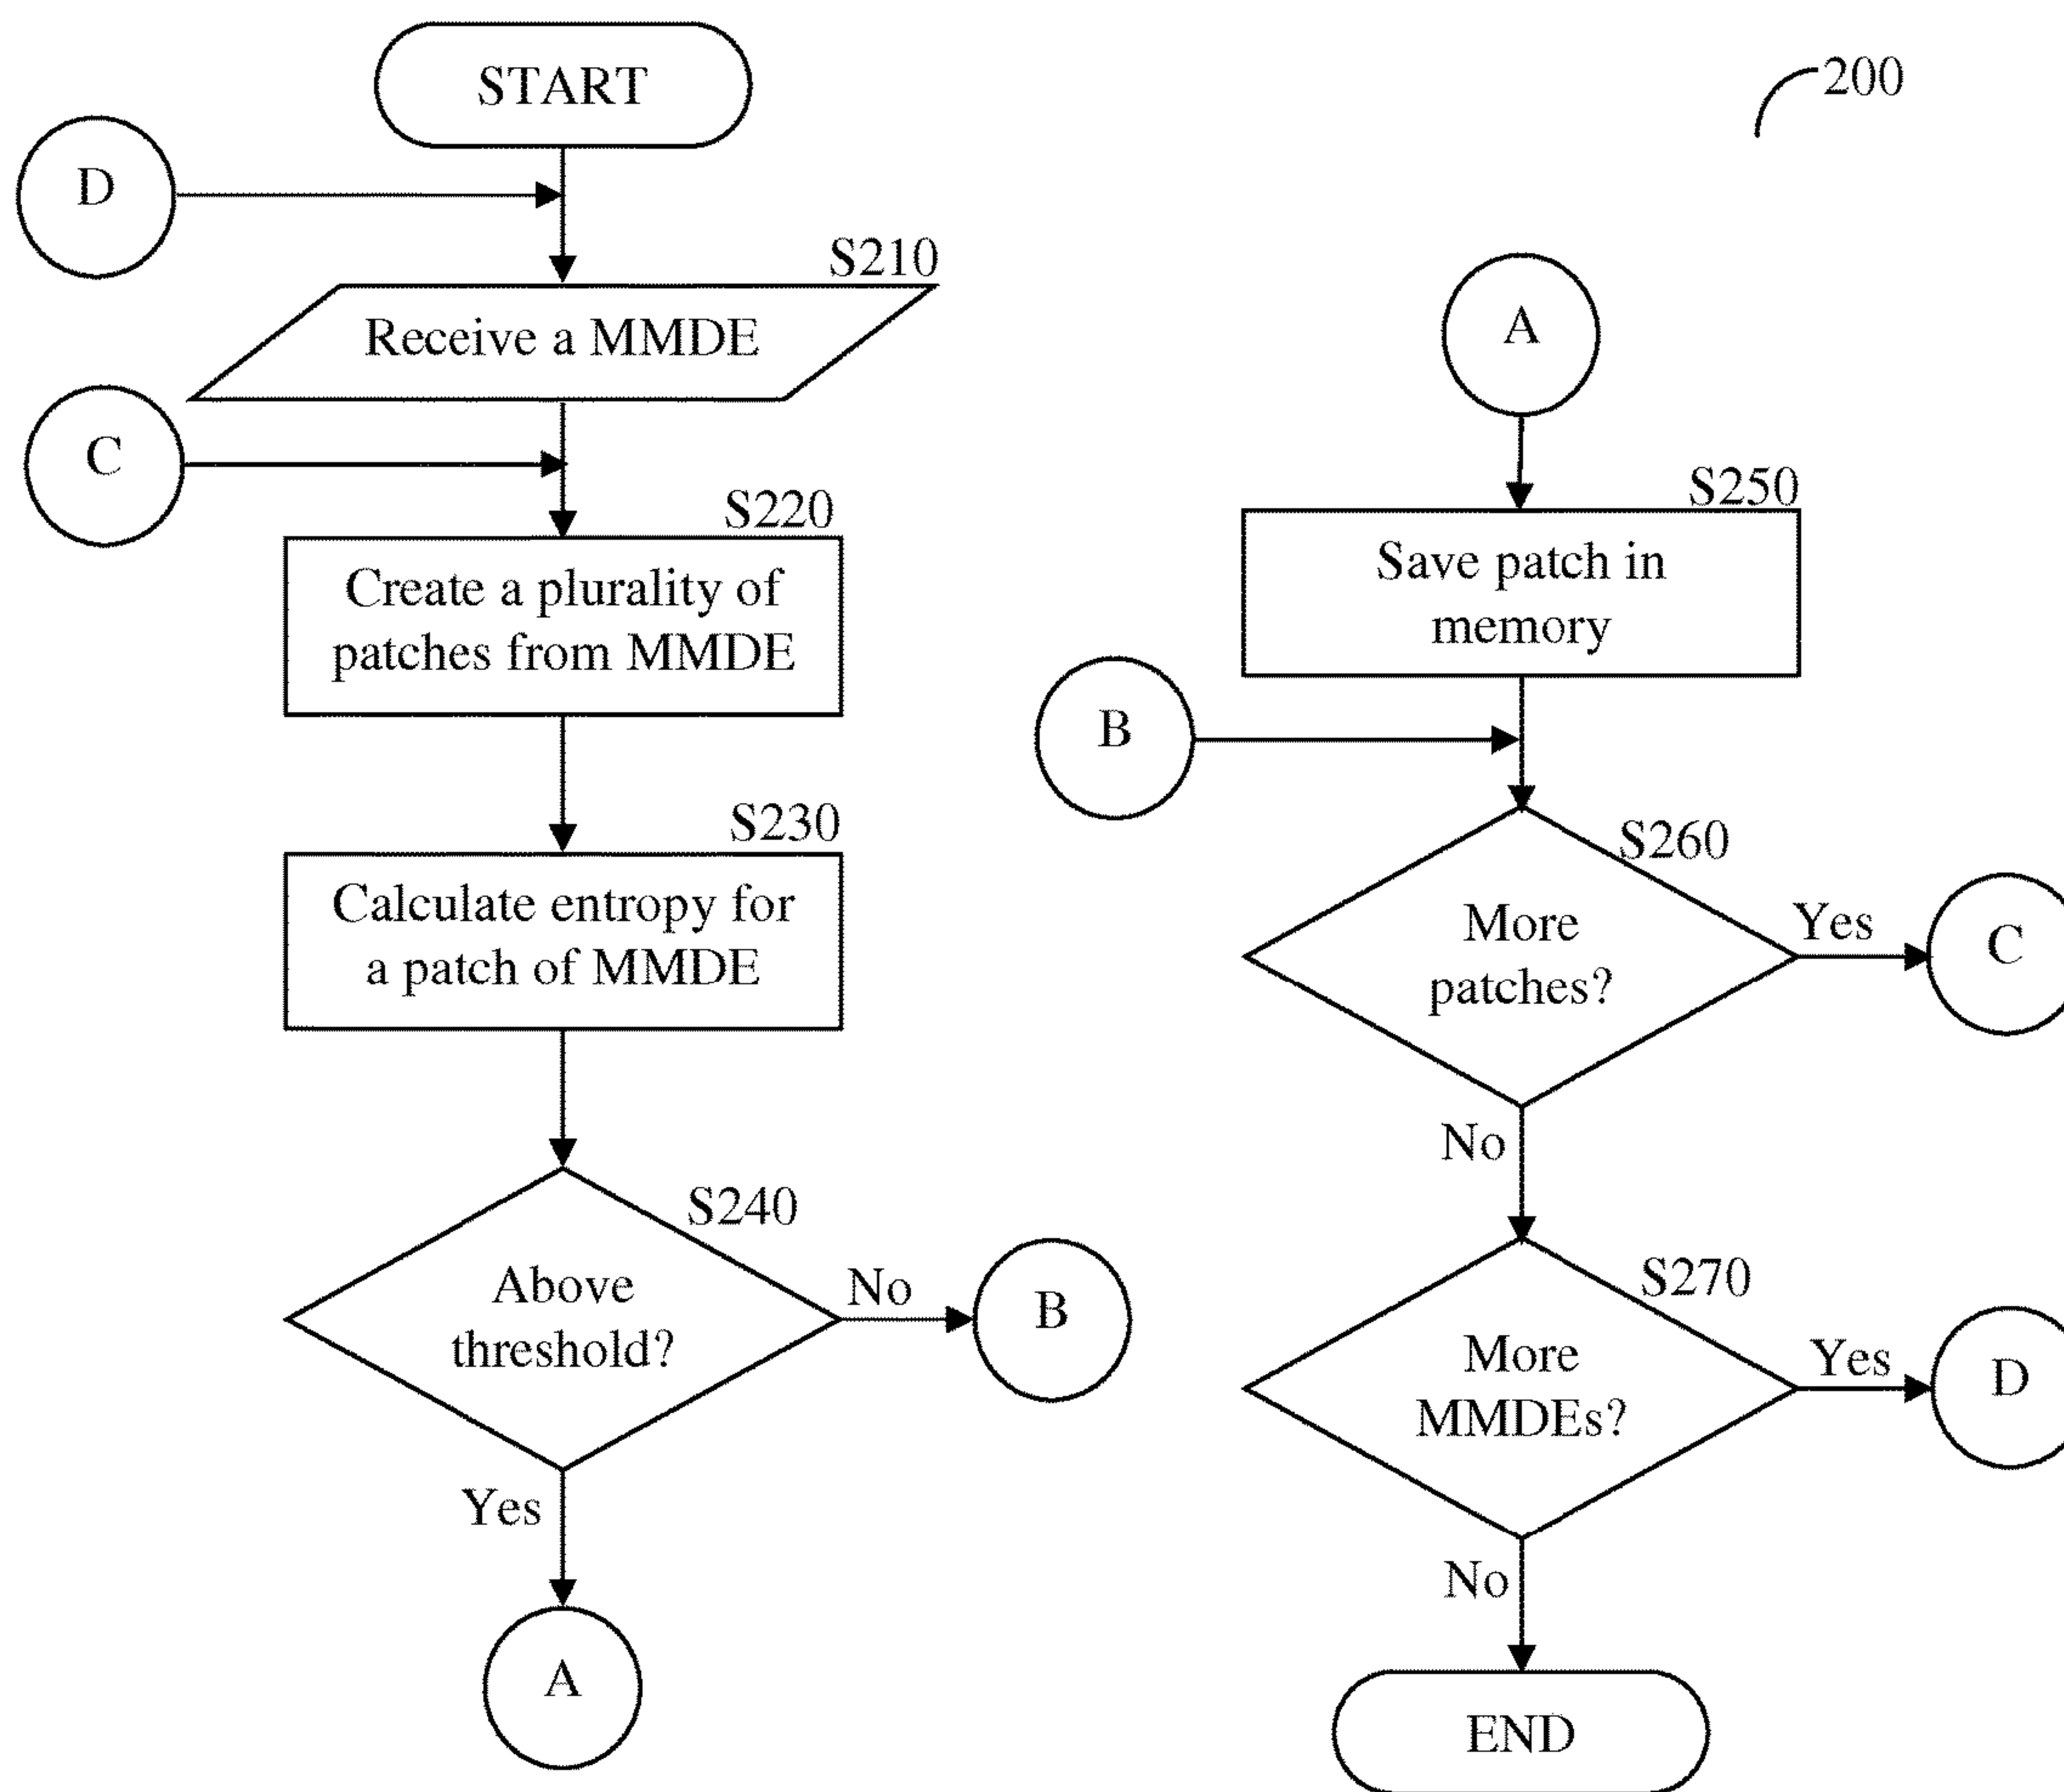 START
200
D
S210
Receive a MMDE
C
S220
Create a plurality of
patches from MMDE
S230
Calculate entropy for
a patch of MMDE
S240
Above
threshold?
No
B
Yes
A
A
S250
Save patch in
memory
B
S260
More
patches?
Yes
C
No
S270
More
MMDEs?
Yes
D
No
END